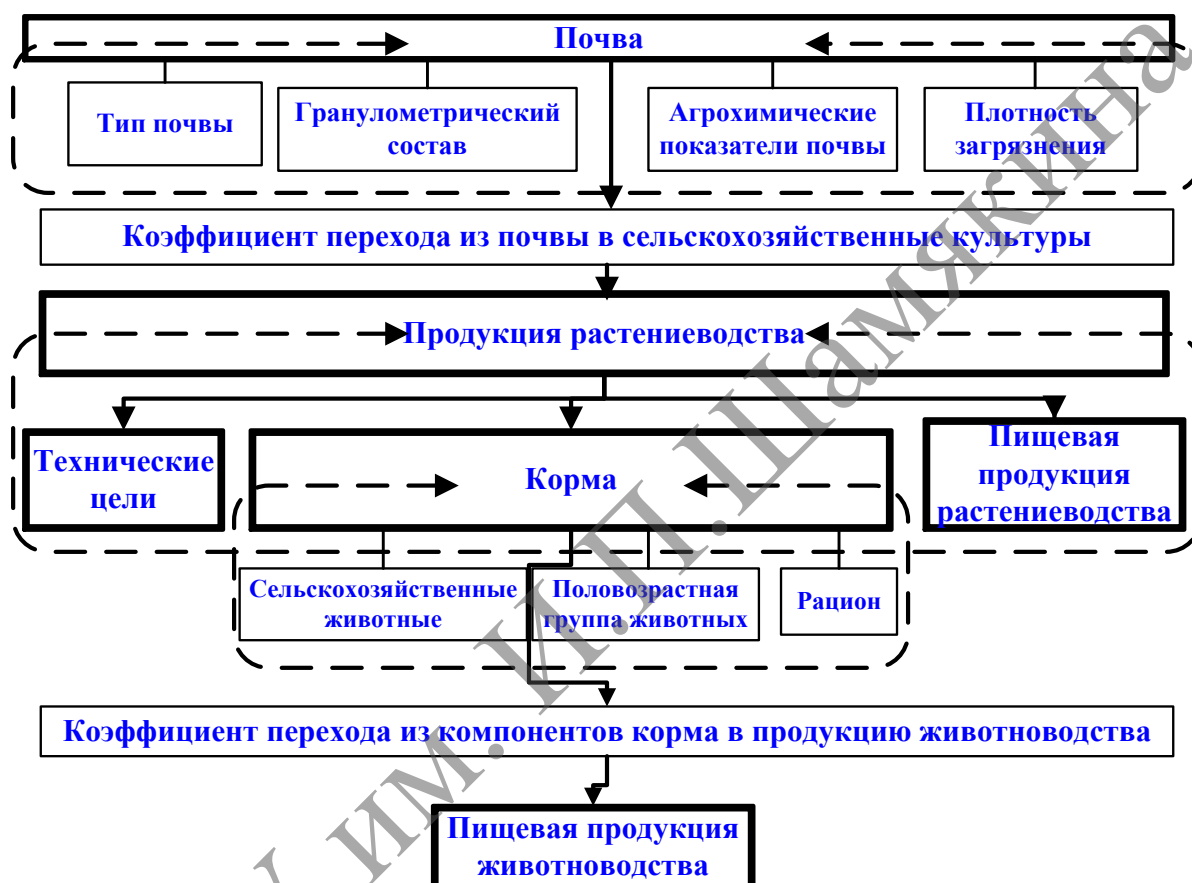 Почва
Тип почвы
Гранулометрический
состав
Агрохимические
показатели почвы
Плотность
загрязнения
Коэффициент перехода из почвы в сельскохозяйственные культуры
Продукция растениеводства
Технические
цели
Корма
Пищевая
продукция
растениеводства
Сельскохозяйственные
животные
Половозрастная
группа животных
Рацион
Коэффициент перехода из компонентов корма в продукцию животноводства
Пищевая продукция
животноводства
им. И.П.Шамякина